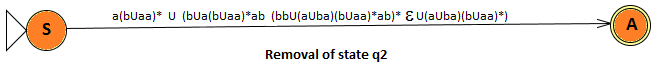 a(bUaa)* U (bUa(bUaa)*ab (bbU(aUba)(bUaa)*ab)* ℇ U(aUba)(bUaa)*)
S A
Removal of state q2